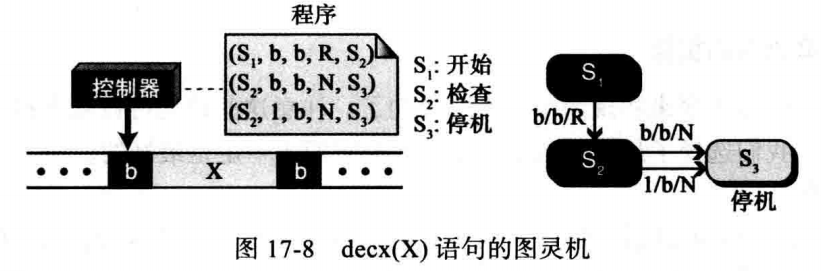 程序
(S₁, b, b, R, S₂)
(S₂, b, b, N, S₃)
(S₂, 1, b, N, S₃)
控制器
S₁: 开始
S₂: 检查
S₃: 停机
• • • b X b • • •
S₁
b/b/R
S₂
b/b/N
1/b/N
S₃
停机
图 17-8 decx(X) 语句的图灵机